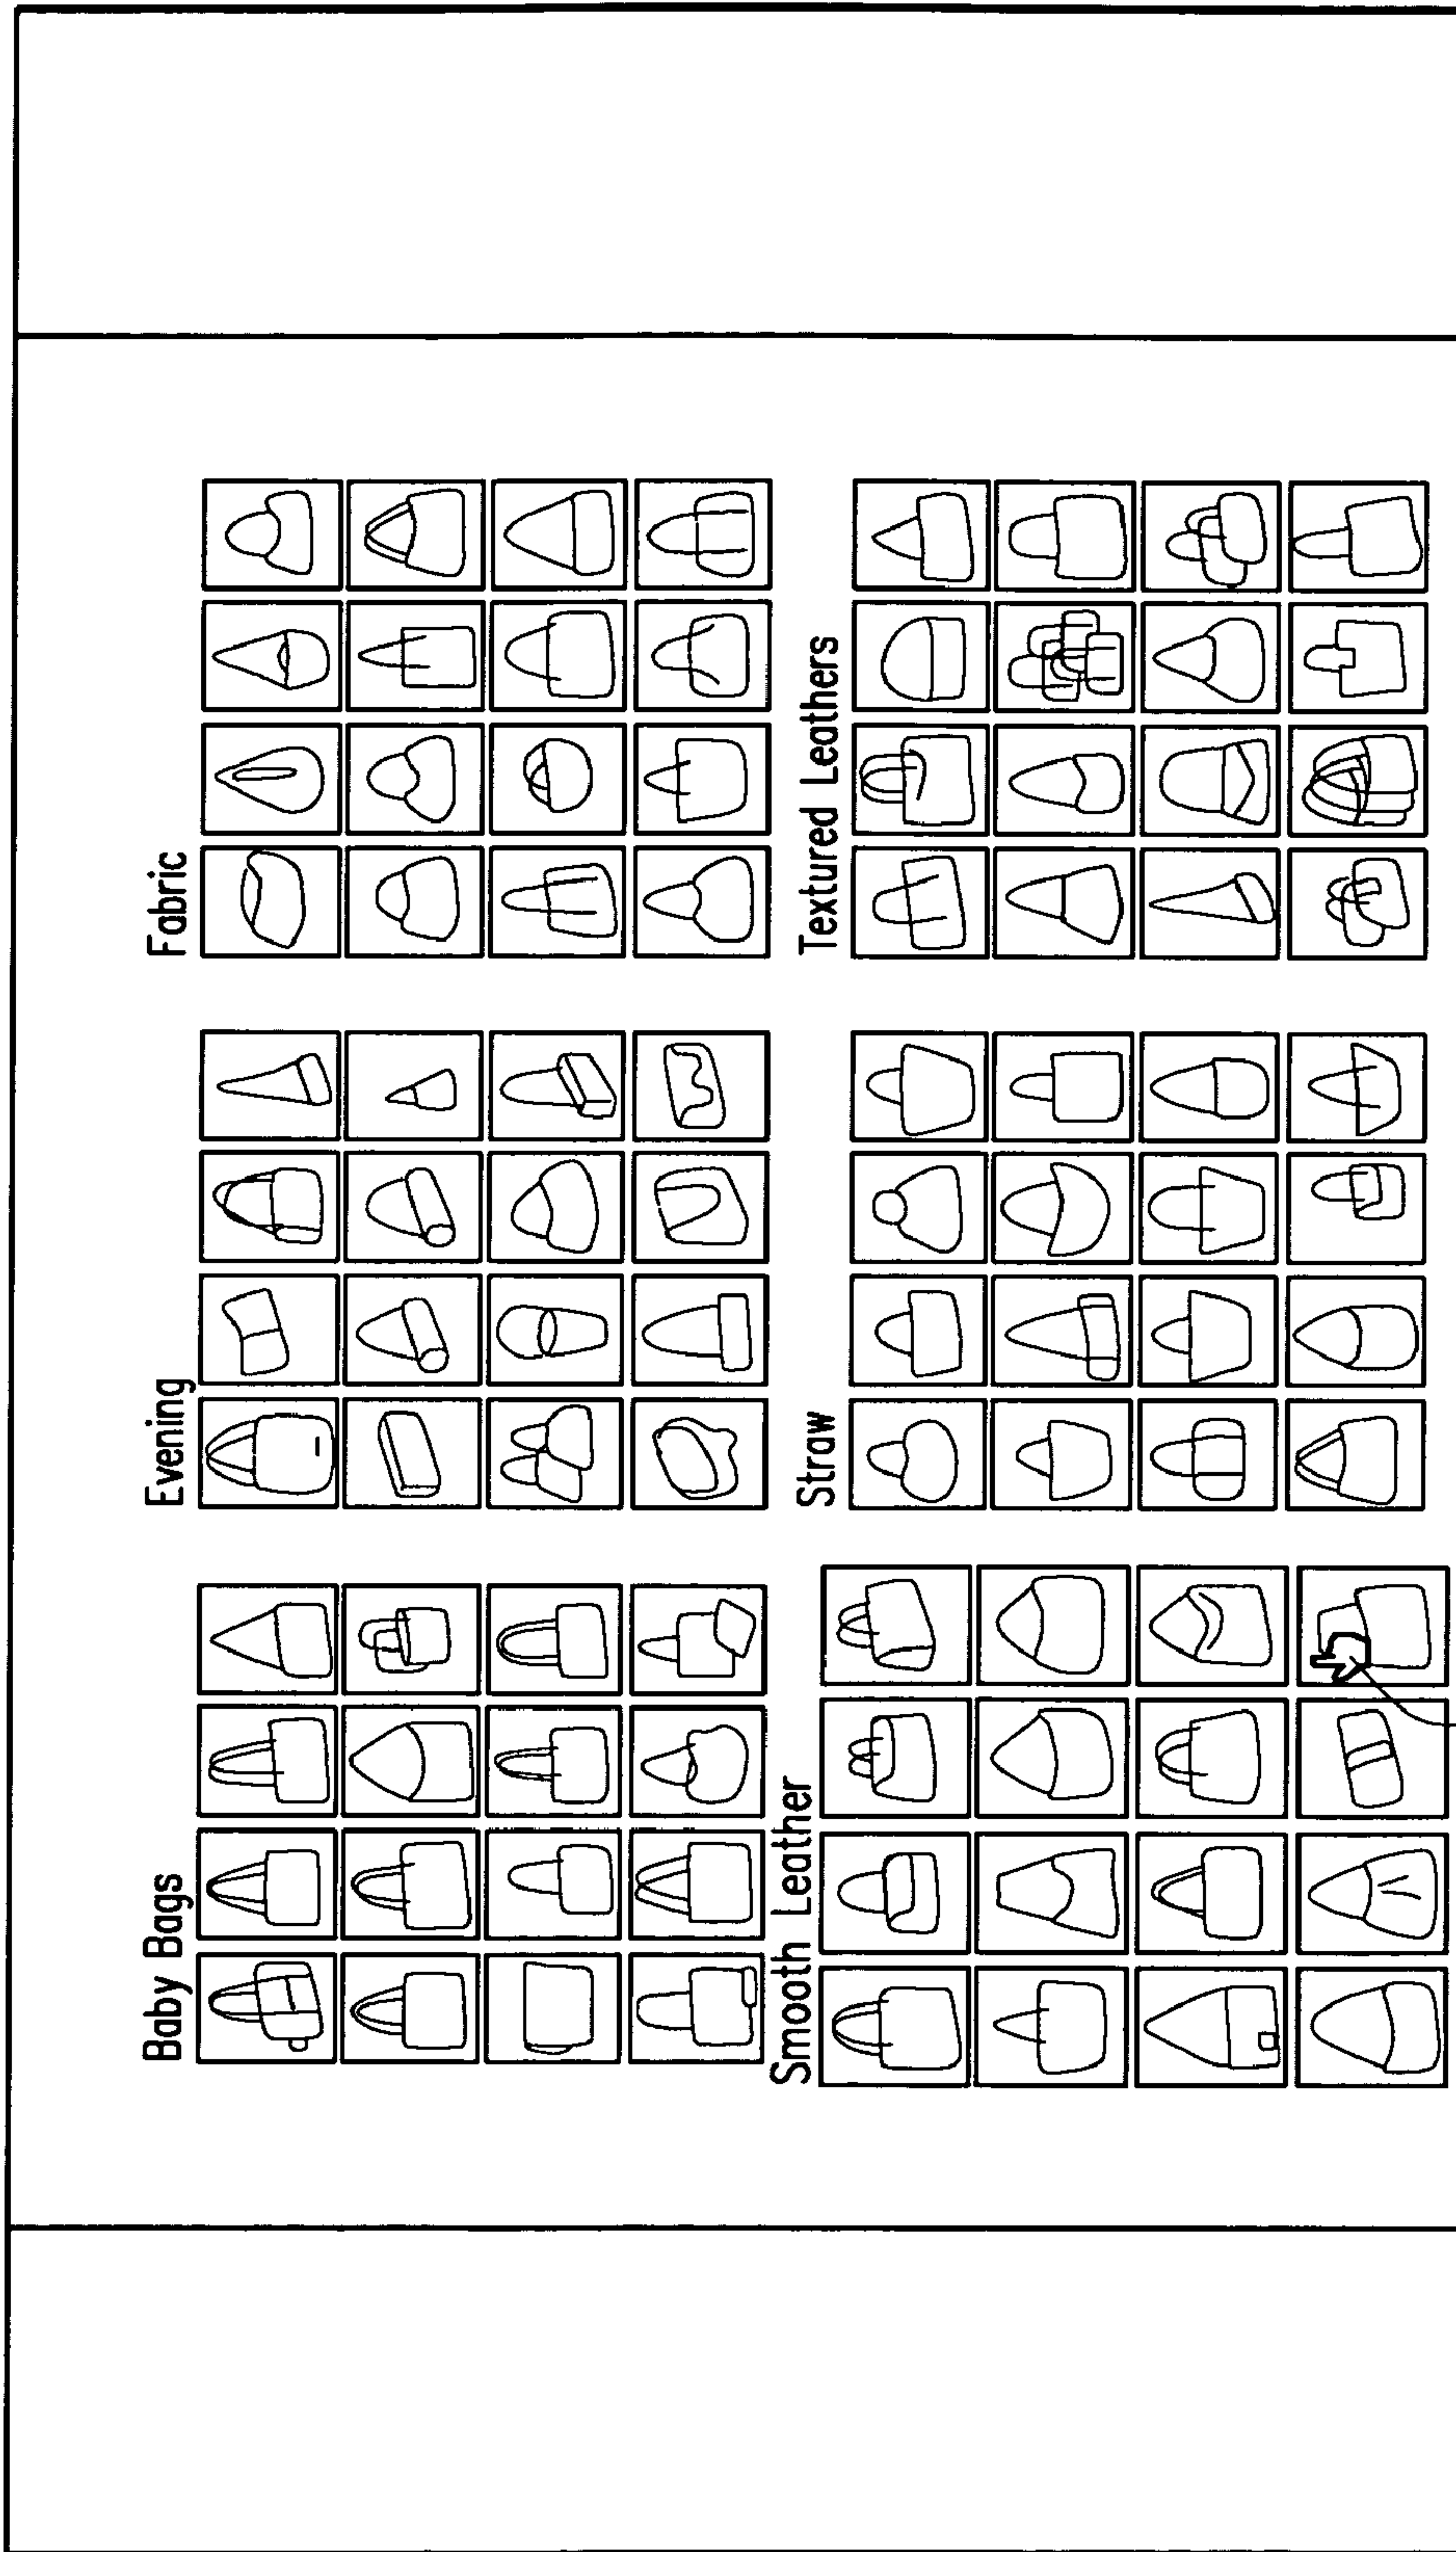 Baby Bags
Evening
Fabric
Smooth Leather
Straw
Textured Leathers